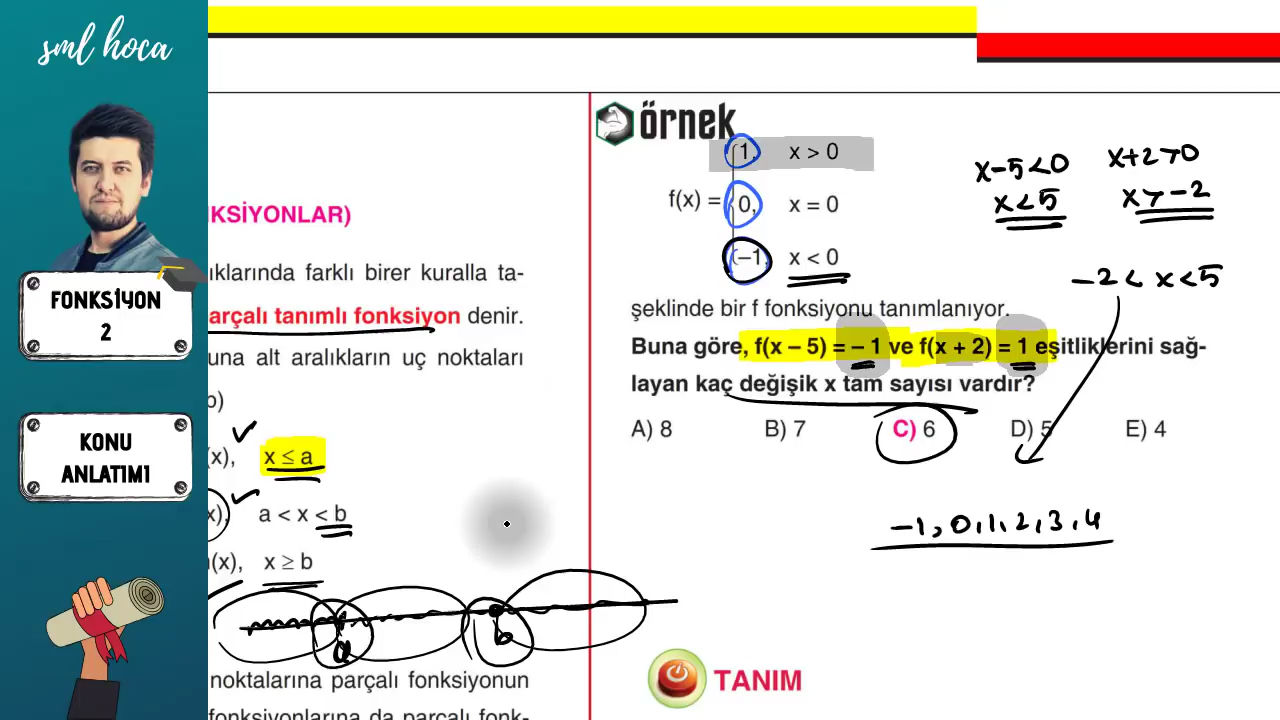 sml hoca
FONKSİYON
2
KONU
ANLATIMI
KSİYONLAR)
ıklarında farklı birer kuralla ta-
arçalı tanımlı fonksiyon denir.
una alt aralıkların uç noktaları
o)
(x), x ≤ a
x), a < x < b
(x), x ≥ b
a b
noktalarına parçalı fonksiyonun
fonksiyonlarına da parçalı fonk-
örnek
1, x > 0
f(x) = 0, x = 0
–1, x < 0
x-5<0
x<5
x+2>0
x>-2
-2 < x < 5
şeklinde bir f fonksiyonu tanımlanıyor.
Buna göre, f(x – 5) = – 1 ve f(x + 2) = 1 eşitliklerini sağ-
layan kaç değişik x tam sayısı vardır?
A) 8 B) 7 C) 6 D) 5 E) 4
-1, 0, 1, 2, 3, 4
TANIM